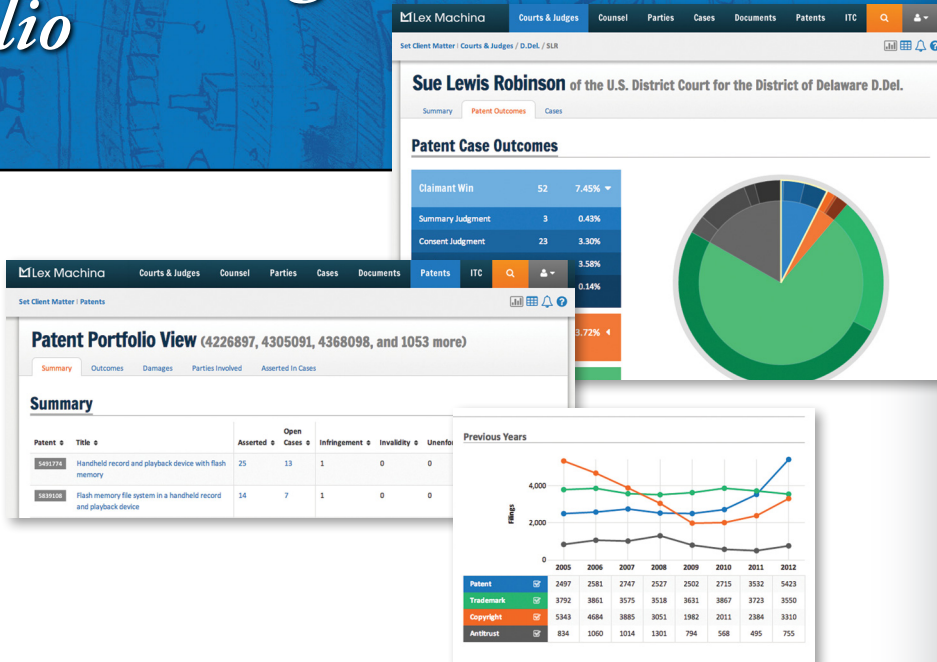 lio
Lex Machina Courts & Judges Counsel Parties Cases Documents Patents ITC
Set Client Matter | Courts & Judges / D.Del. / SLR
Sue Lewis Robinson of the U.S. District Court for the District of Delaware D.Del.
Summary Patent Outcomes Cases
Patent Case Outcomes
Claimant Win 52 7.45%
Summary Judgment 3 0.43%
Consent Judgment 23 3.30%
3.58%
0.14%
3.72%
Lex Machina Courts & Judges Counsel Parties Cases Documents Patents ITC
Set Client Matter | Patents
Patent Portfolio View (4226897, 4305091, 4368098, and 1053 more)
Summary Outcomes Damages Parties Involved Asserted In Cases
Summary
Patent Title Asserted Open Cases Infringement Invalidity Unenfo
5491774 Handheld record and playback device with flash 25 13 1 0 0
memory
5839108 Flash memory file system in a handheld record 14 7 1 0 0
and playback device
Previous Years
Filings
4,000
2,000
0
2005 2006 2007 2008 2009 2010 2011 2012
Patent 2497 2581 2747 2527 2502 2715 3532 5423
Trademark 3792 3861 3575 3518 3631 3867 3723 3550
Copyright 5343 4684 3885 3051 1982 2011 2384 3310
Antitrust 834 1060 1014 1301 794 568 495 755